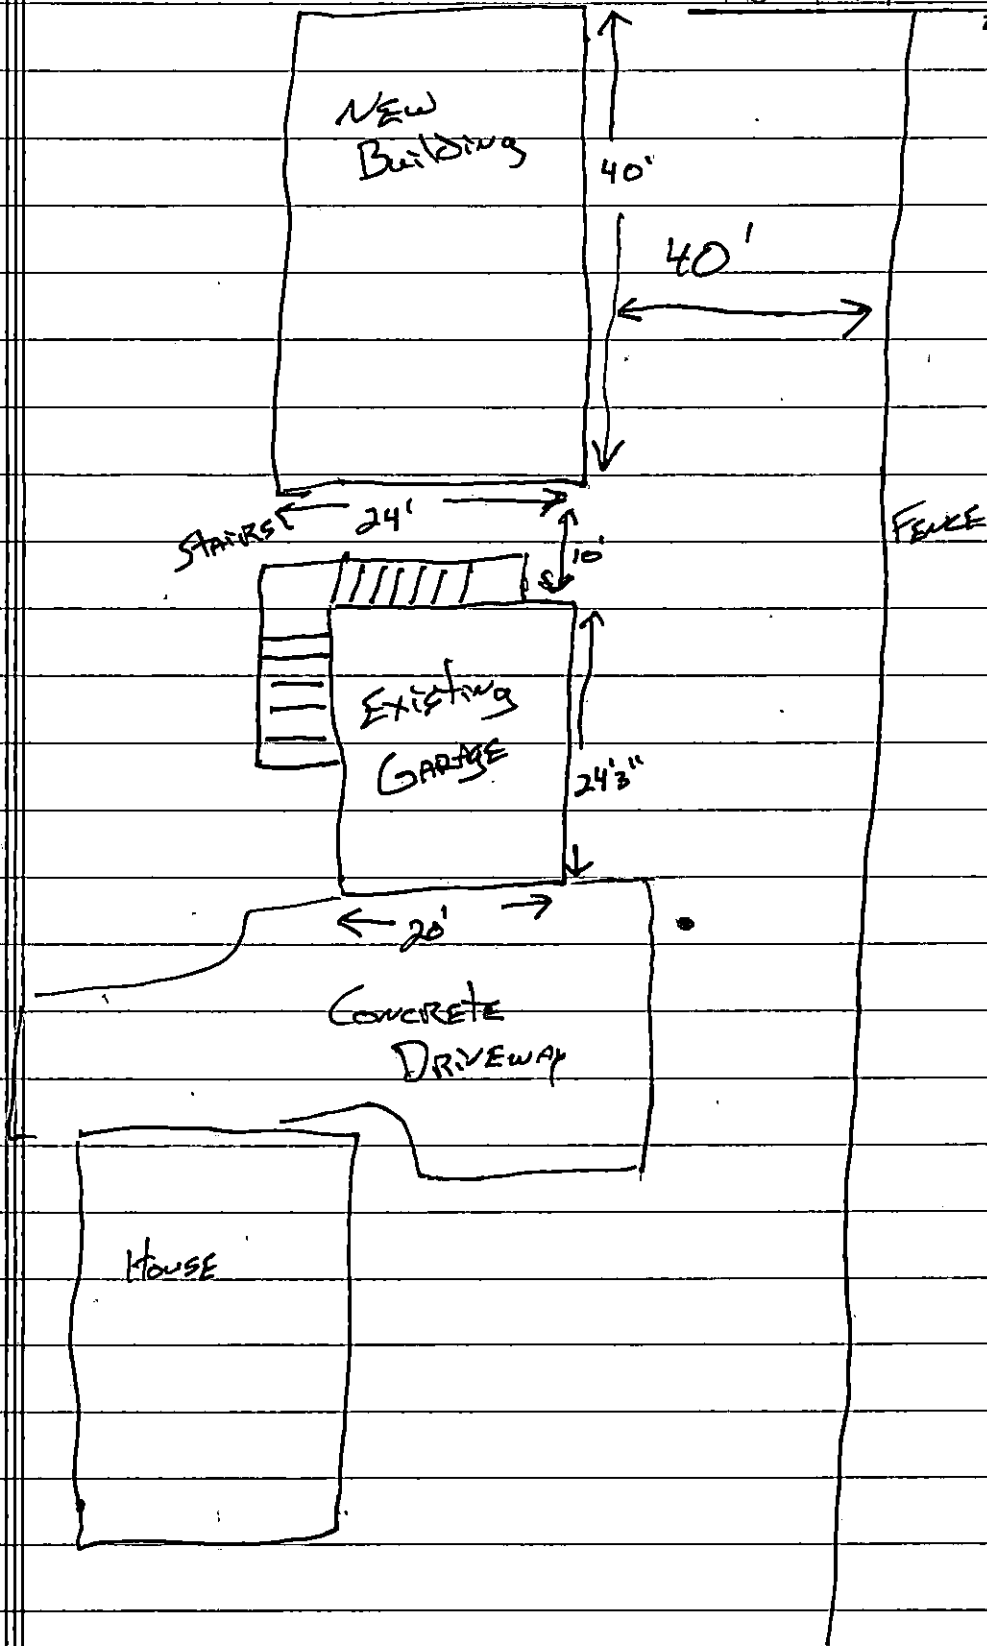 NEW
Building
40'
40'
24'
STAIRS
10'
FENCE
Existing
GARAGE
24'3"
20'
CONCRETE
DRIVEWAY
HOUSE